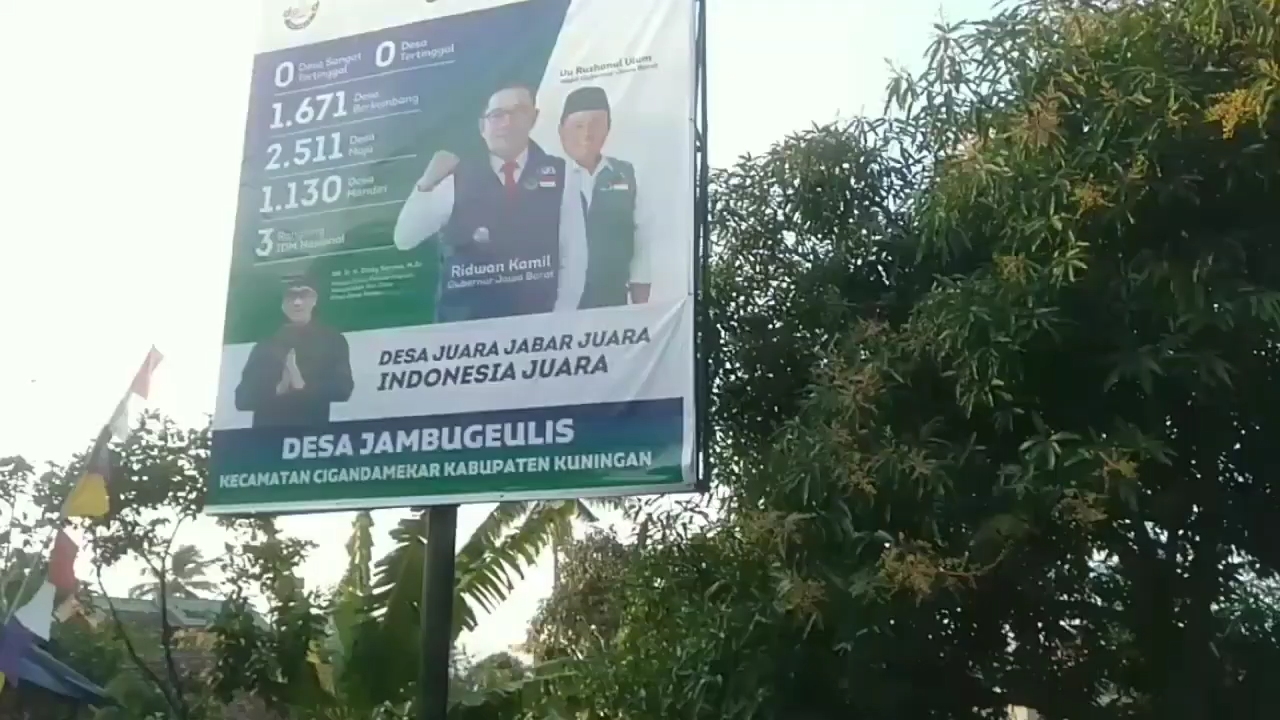 0 Desa Sangat Tertinggal
0 Desa Tertinggal
1.671 Desa Berkembang
2.511 Desa Maju
1.130 Desa Mandiri
3 Ranking IDM Nasional
Uu Ruzhanul Ulum
Wakil Gubernur Jawa Barat
Ridwan Kamil
Gubernur Jawa Barat
DESA JUARA JABAR JUARA
INDONESIA JUARA
DESA JAMBUGEULIS
KECAMATAN CIGANDAMEKAR KABUPATEN KUNINGAN